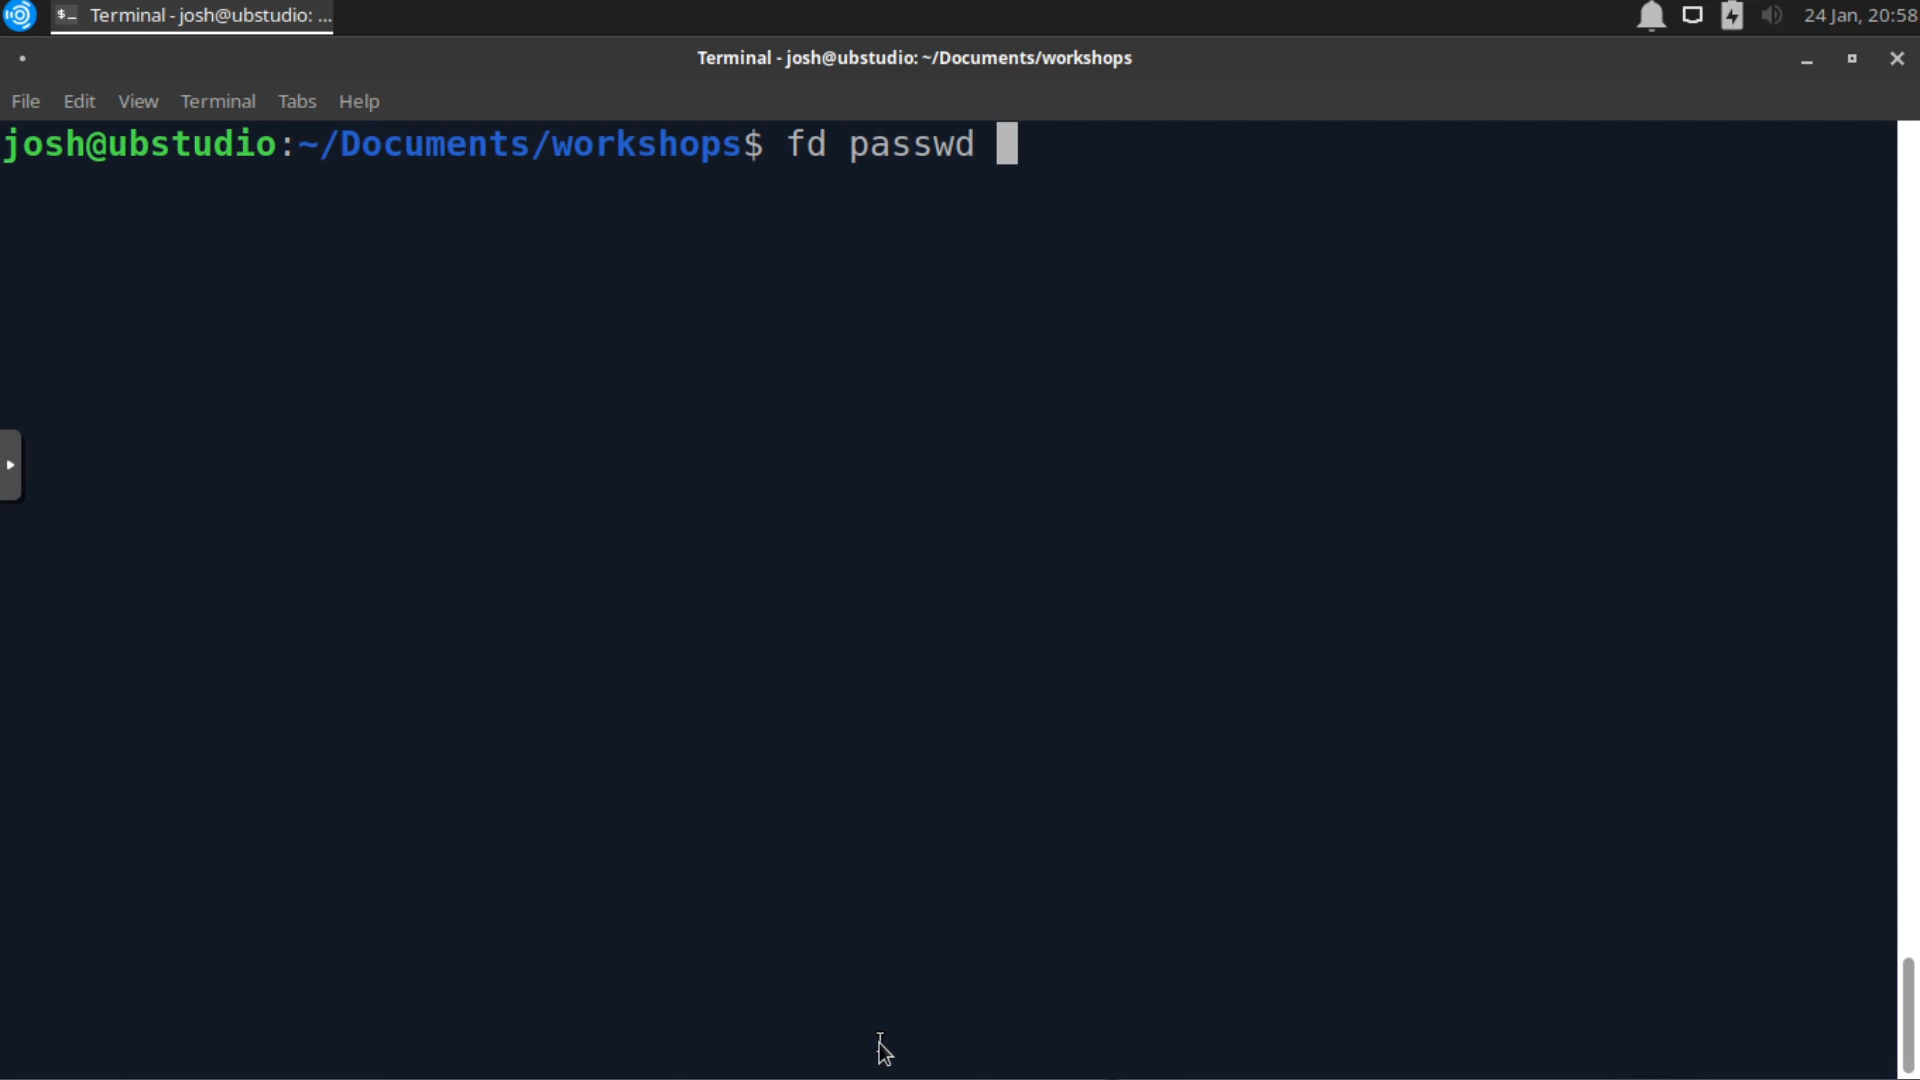 $_ Terminal - josh@ubstudio: ...
24 Jan, 20:58
Terminal - josh@ubstudio: ~/Documents/workshops
File Edit View Terminal Tabs Help
josh@ubstudio:~/Documents/workshops$ fd passwd